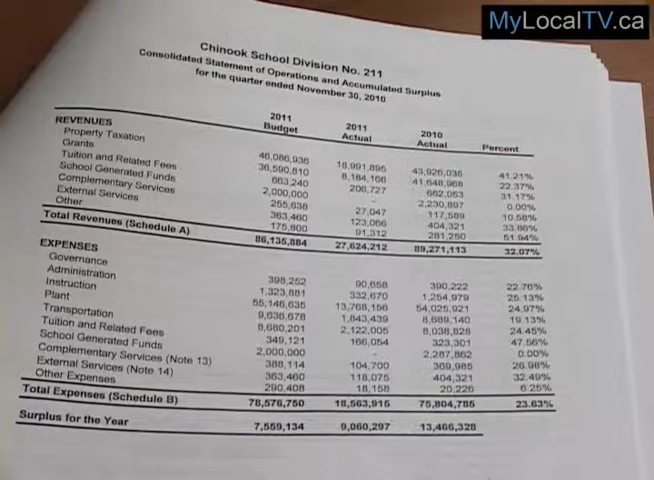 MyLocalTV.ca
Chinook School Division No. 211
Consolidated Statement of Operations and Accumulated Surplus
for the quarter ended November 30, 2010
2011 Budget 2011 Actual 2010 Actual Percent
REVENUES
Property Taxation 46,086,936 18,991,895 43,926,036 41.21%
Grants 36,590,810 8,184,166 41,648,968 22.37%
Tuition and Related Fees 663,240 206,727 662,053 31.17%
School Generated Funds 2,000,000 - 2,230,897 0.00%
Complementary Services 255,638 27,047 117,589 10.58%
External Services 363,460 123,066 404,321 33.86%
Other 175,800 91,312 281,250 51.94%
Total Revenues (Schedule A) 86,135,884 27,624,212 89,271,113 32.07%
EXPENSES
Governance 398,252 90,658 390,222 22.76%
Administration 1,323,881 332,670 1,254,979 25.13%
Instruction 55,146,635 13,768,156 54,025,921 24.97%
Plant 9,636,678 1,843,439 8,689,140 19.13%
Transportation 8,680,201 2,122,005 8,038,828 24.45%
Tuition and Related Fees 349,121 166,054 323,301 47.56%
School Generated Funds 2,000,000 - 2,287,862 0.00%
Complementary Services (Note 13) 388,114 104,700 369,985 26.98%
External Services (Note 14) 363,460 118,075 404,321 32.49%
Other Expenses 290,408 18,158 20,226 6.25%
Total Expenses (Schedule B) 78,576,750 18,563,915 75,804,785 23.63%
Surplus for the Year 7,559,134 9,060,297 13,466,328